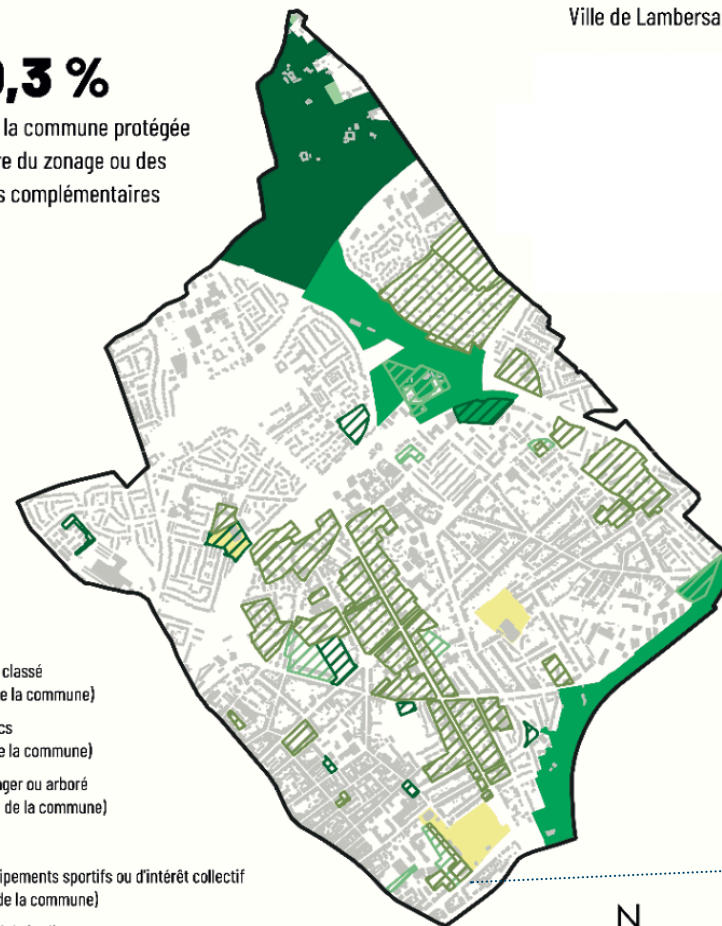 Ville de Lambersa
,3 %
la commune protégée
re du zonage ou des
s complémentaires
classé
e la commune)
cs
e la commune)
ager ou arboré
de la commune)
ipements sportifs ou d'intérêt collectif
de la commune)
N